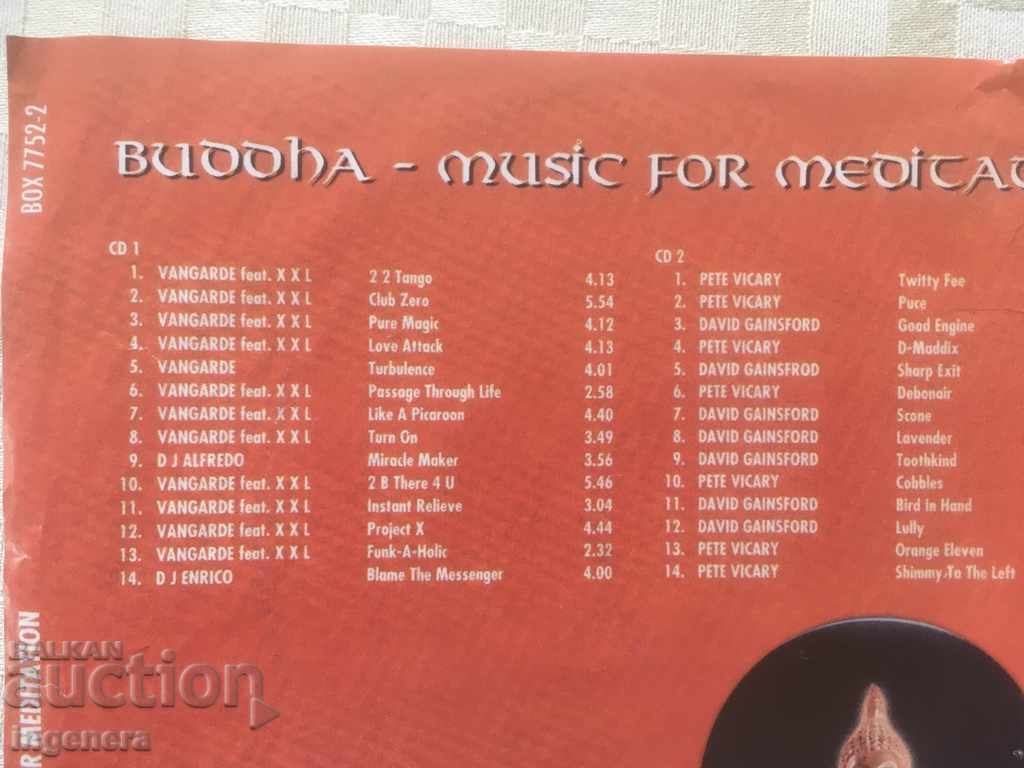 BOX 7752-2
BUDDHA - MUSIC FOR MEDITAT
CD 1
1. VANGARDE feat. X X L 2 2 Tango 4.13
2. VANGARDE feat. X X L Club Zero 5.54
3. VANGARDE feat. X X L Pure Magic 4.12
4. VANGARDE feat. X X L Love Attack 4.13
5. VANGARDE Turbulence 4.01
6. VANGARDE feat. X X L Passage Through Life 2.58
7. VANGARDE feat. X X L Like A Picaroon 4.40
8. VANGARDE feat. X X L Turn On 3.49
9. D J ALFREDO Miracle Maker 3.56
10. VANGARDE feat. X X L 2 B There 4 U 5.46
11. VANGARDE feat. X X L Instant Relieve 3.04
12. VANGARDE feat. X X L Project X 4.44
13. VANGARDE feat. X X L Funk-A-Holic 2.32
14. D J ENRICO Blame The Messenger 4.00
CD 2
1. PETE VICARY Twitty Fee
2. PETE VICARY Puce
3. DAVID GAINSFORD Good Engine
4. PETE VICARY D-Maddix
5. DAVID GAINSFROD Sharp Exit
6. PETE VICARY Debonair
7. DAVID GAINSFORD Scone
8. DAVID GAINSFORD Lavender
9. DAVID GAINSFORD Toothkind
10. PETE VICARY Cobbles
11. DAVID GAINSFORD Bird in Hand
12. DAVID GAINSFORD Lully
13. PETE VICARY Orange Eleven
14. PETE VICARY Shimmy To The Left
R MEDITATION
BALKAN
auction
ingenera